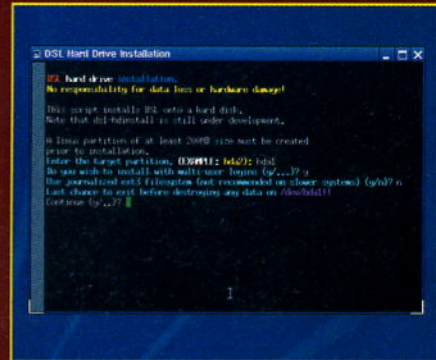 DSL Hard Drive Installation
DSL hard drive installation.
No responsibility for data loss or hardware damage!
This script installs DSL onto a hard disk.
Note that dsl-hdinstall is still under development.
A linux partition of at least 200MB size must be created
prior to installation.
Enter the target partition. (EXAMPLE: hda2): hda1
Do you wish to install with multi-user logins (y/...)? y
Use journalized ext3 filesystem (not recommended on slower systems) (y/n)? n
Last chance to exit before destroying any data on /dev/hda1!!
Continue (y/..)?